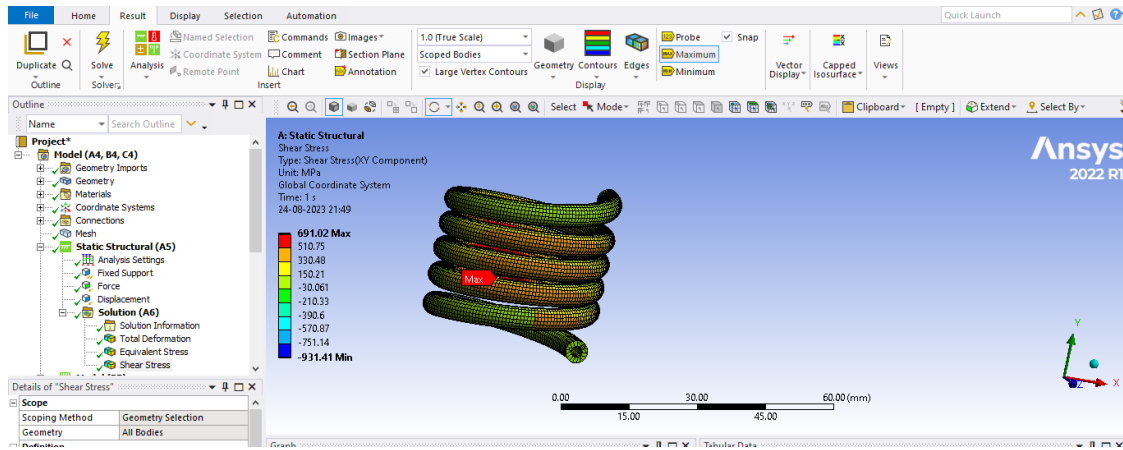 File Home Result Display Selection Automation Quick Launch
Named Selection Commands Images 1.0 (True Scale) Probe Snap
Coordinate System Comment Section Plane Scoped Bodies Maximum
Duplicate Solve Analysis Remote Point Chart Annotation Large Vertex Contours Geometry Contours Edges Minimum Vector Display Capped Isosurface Views
Outline Solver Insert Display
Outline
Name Search Outline
Select Mode Clipboard [ Empty ] Extend Select By
Project*
Model (A4, B4, C4)
Geometry Imports
Geometry
Materials
Coordinate Systems
Connections
Mesh
Static Structural (A5)
Analysis Settings
Fixed Support
Force
Displacement
Solution (A6)
Solution Information
Total Deformation
Equivalent Stress
Shear Stress
Details of "Shear Stress"
Scope
Scoping Method Geometry Selection
Geometry All Bodies
Definition
A: Static Structural
Shear Stress
Type: Shear Stress(XY Component)
Unit: MPa
Global Coordinate System
Time: 1 s
24-08-2023 21:49
691.02 Max
510.75
330.48
150.21
-30.061
-210.33
-390.6
-570.87
-751.14
-931.41 Min
Max
Ansys
2022 R1
0.00 30.00 60.00 (mm)
15.00 45.00
Y
X
Z
Graph Tabular Data